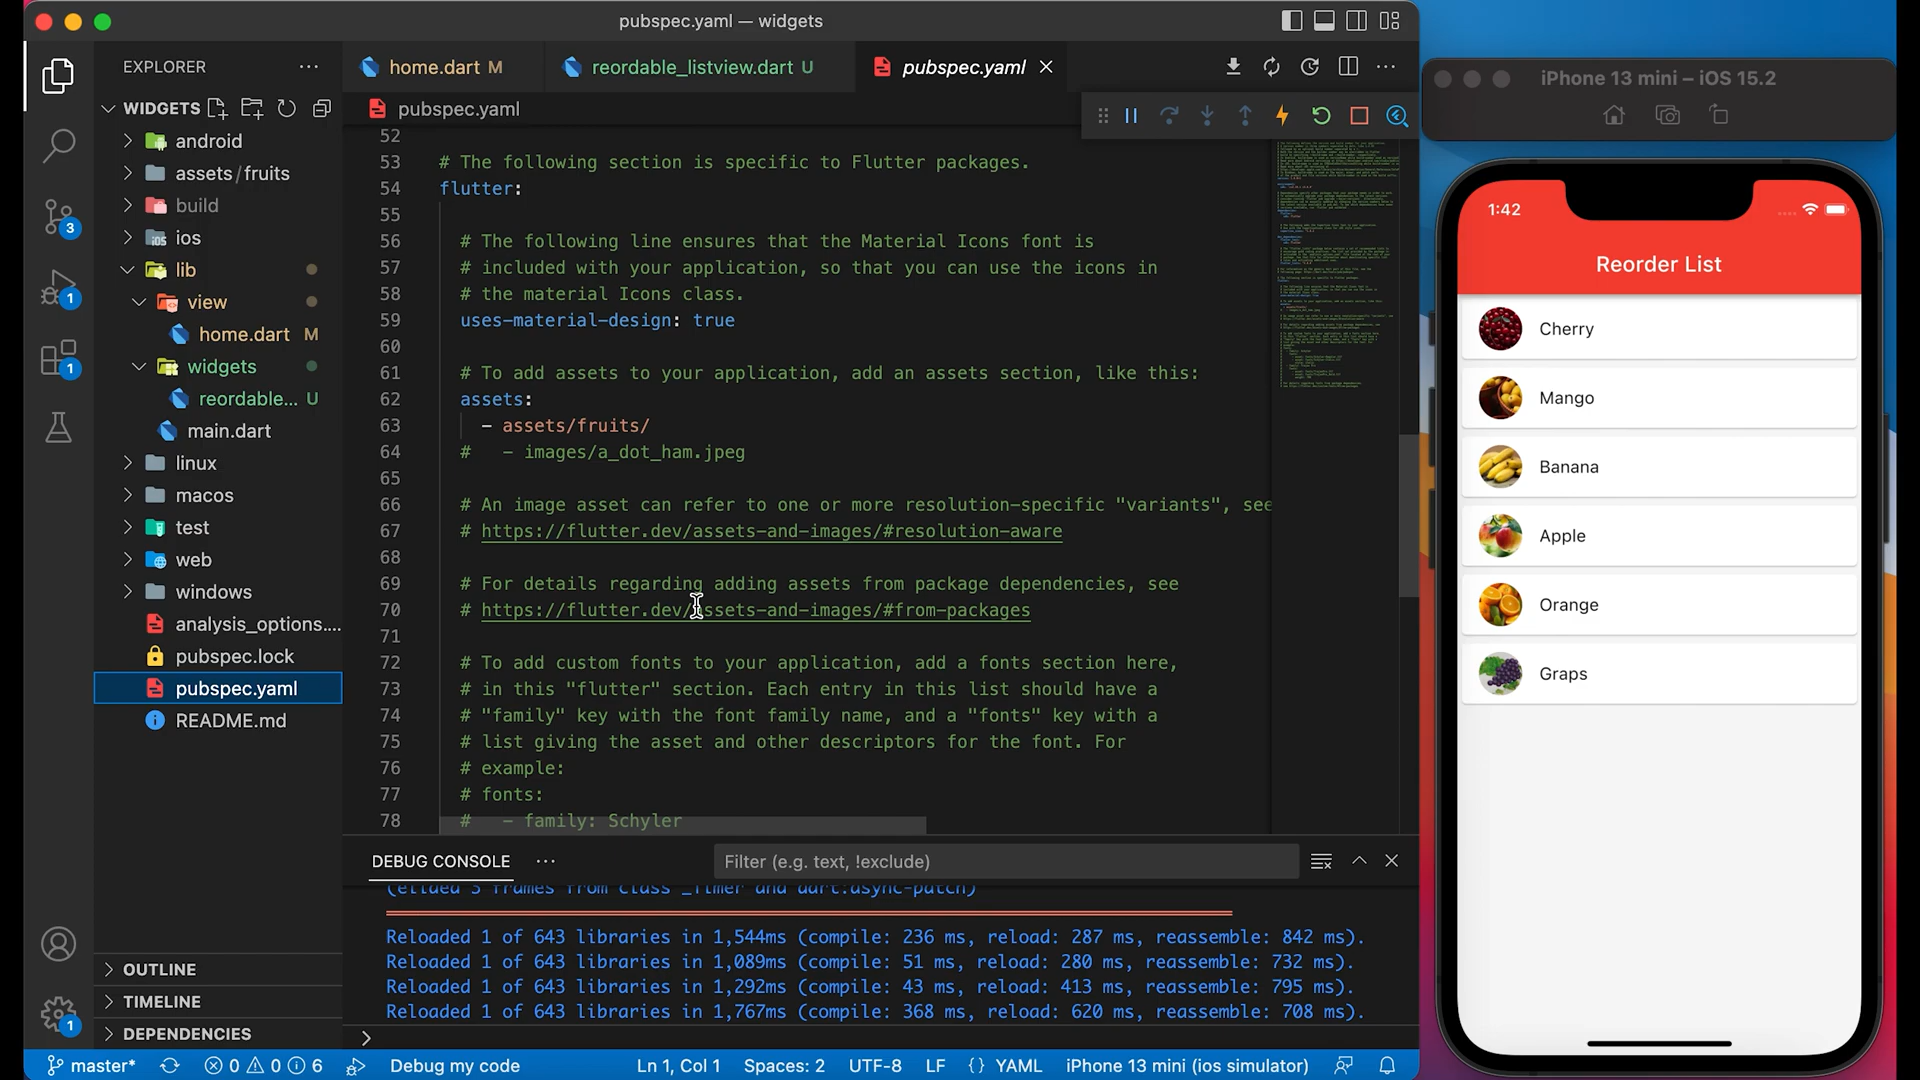 pubspec.yaml — widgets
EXPLORER
WIDGETS
android
assets/fruits
build
ios
lib
view
home.dart M
widgets
reordable... U
main.dart
linux
macos
test
web
windows
analysis_options....
pubspec.lock
pubspec.yaml
README.md
OUTLINE
TIMELINE
DEPENDENCIES
3
1
1
1
home.dart M
reordable_listview.dart U
pubspec.yaml
pubspec.yaml
52
53 # The following section is specific to Flutter packages.
54 flutter:
55
56 # The following line ensures that the Material Icons font is
57 # included with your application, so that you can use the icons in
58 # the material Icons class.
59 uses-material-design: true
60
61 # To add assets to your application, add an assets section, like this:
62 assets:
63 - assets/fruits/
64 # - images/a_dot_ham.jpeg
65
66 # An image asset can refer to one or more resolution-specific "variants", see
67 # https://flutter.dev/assets-and-images/#resolution-aware
68
69 # For details regarding adding assets from package dependencies, see
70 # https://flutter.dev/assets-and-images/#from-packages
71
72 # To add custom fonts to your application, add a fonts section here,
73 # in this "flutter" section. Each entry in this list should have a
74 # "family" key with the font family name, and a "fonts" key with a
75 # list giving the asset and other descriptors for the font. For
76 # example:
77 # fonts:
78 # - family: Schyler
DEBUG CONSOLE
Filter (e.g. text, !exclude)
(elided 3 frames from class _Timer and dart:async-patch)
Reloaded 1 of 643 libraries in 1,544ms (compile: 236 ms, reload: 287 ms, reassemble: 842 ms).
Reloaded 1 of 643 libraries in 1,089ms (compile: 51 ms, reload: 280 ms, reassemble: 732 ms).
Reloaded 1 of 643 libraries in 1,292ms (compile: 43 ms, reload: 413 ms, reassemble: 795 ms).
Reloaded 1 of 643 libraries in 1,767ms (compile: 368 ms, reload: 620 ms, reassemble: 708 ms).
master* 0 0 6 Debug my code Ln 1, Col 1 Spaces: 2 UTF-8 LF {} YAML iPhone 13 mini (ios simulator)
iPhone 13 mini – iOS 15.2
1:42
Reorder List
Cherry
Mango
Banana
Apple
Orange
Graps